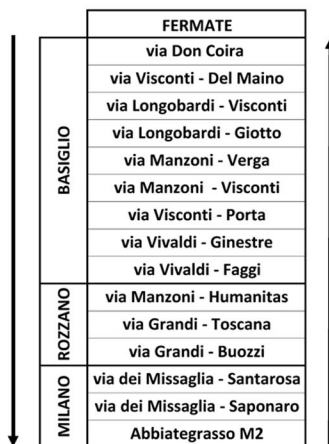 FERMATE
BASIGLIO
via Don Coira
via Visconti - Del Maino
via Longobardi - Visconti
via Longobardi - Giotto
via Manzoni - Verga
via Manzoni - Visconti
via Visconti - Porta
via Vivaldi - Ginestre
via Vivaldi - Faggi
ROZZANO
via Manzoni - Humanitas
via Grandi - Toscana
via Grandi - Buozzi
MILANO
via dei Missaglia - Santarosa
via dei Missaglia - Saponaro
Abbiategrasso M2